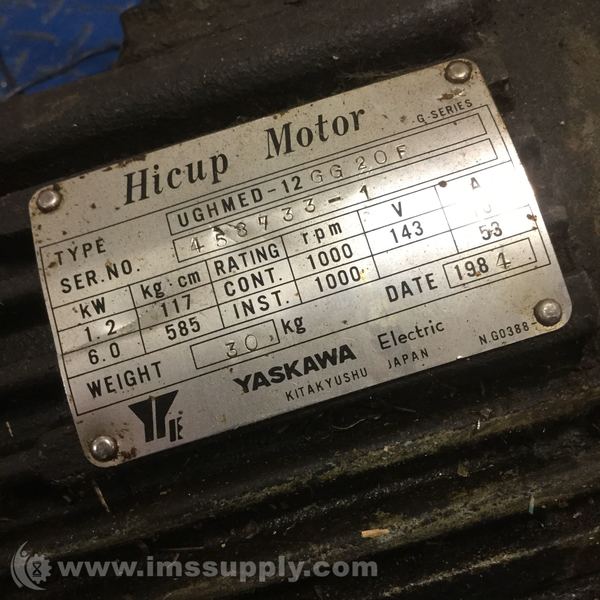 Hicup Motor
G-SERIES
TYPE UGHMED-12GG20F
SER.NO. 458733-1
kW kg·cm RATING rpm V A
1.2 117 CONT. 1000 143
6.0 585 INST. 1000 53
WEIGHT 30 kg DATE 1984
YASKAWA Electric
KITAKYUSHU JAPAN N.G0388-
www.imssupply.com